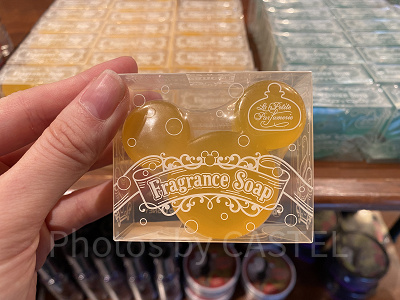 La Petite
Parfumerie
Fragrance Soap
Photos by CASTEL